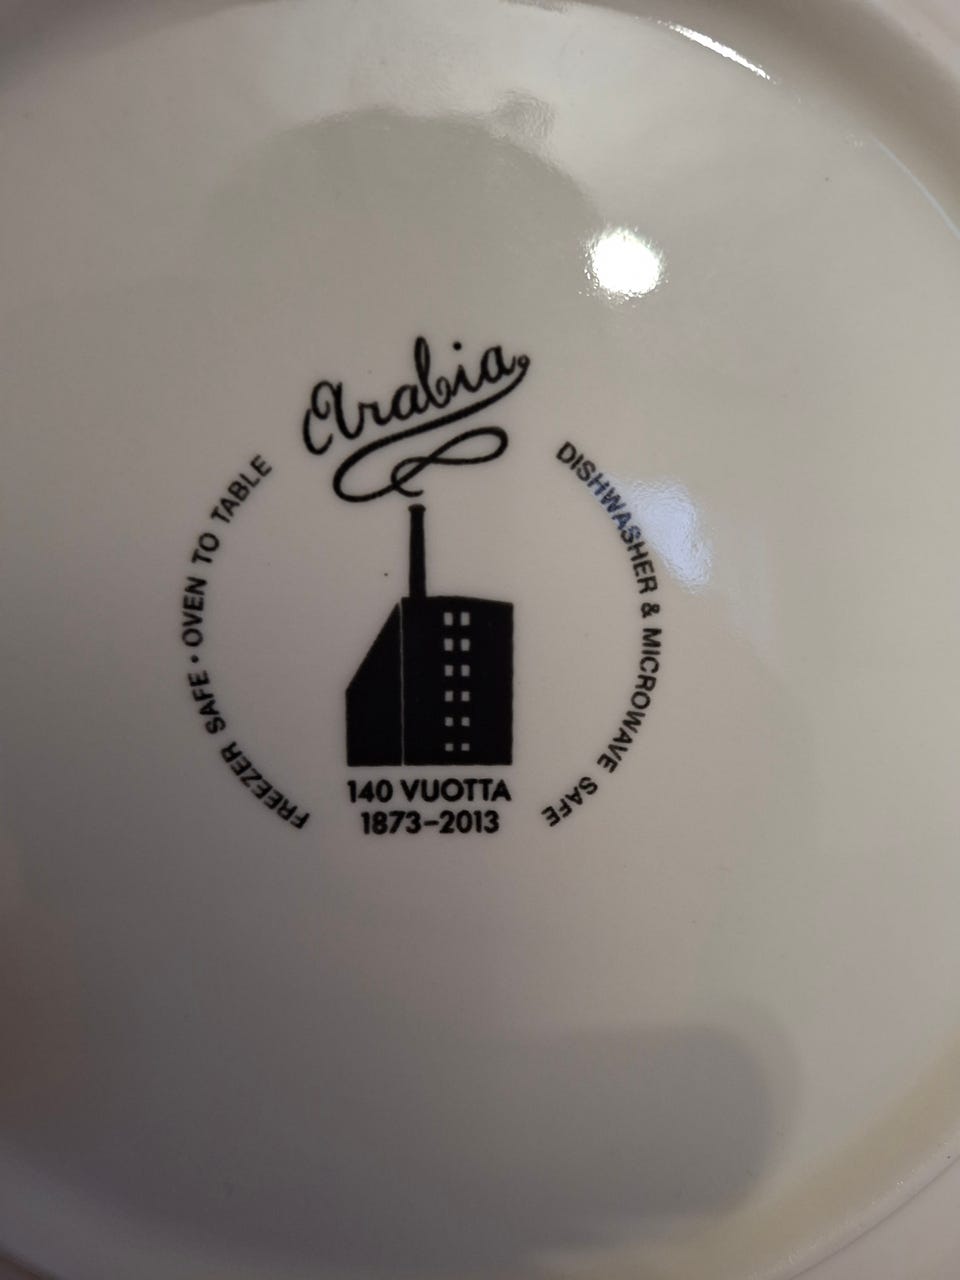 Arabia
FREEZER SAFE • OVEN TO TABLE
DISHWASHER & MICROWAVE SAFE
140 VUOTTA
1873–2013